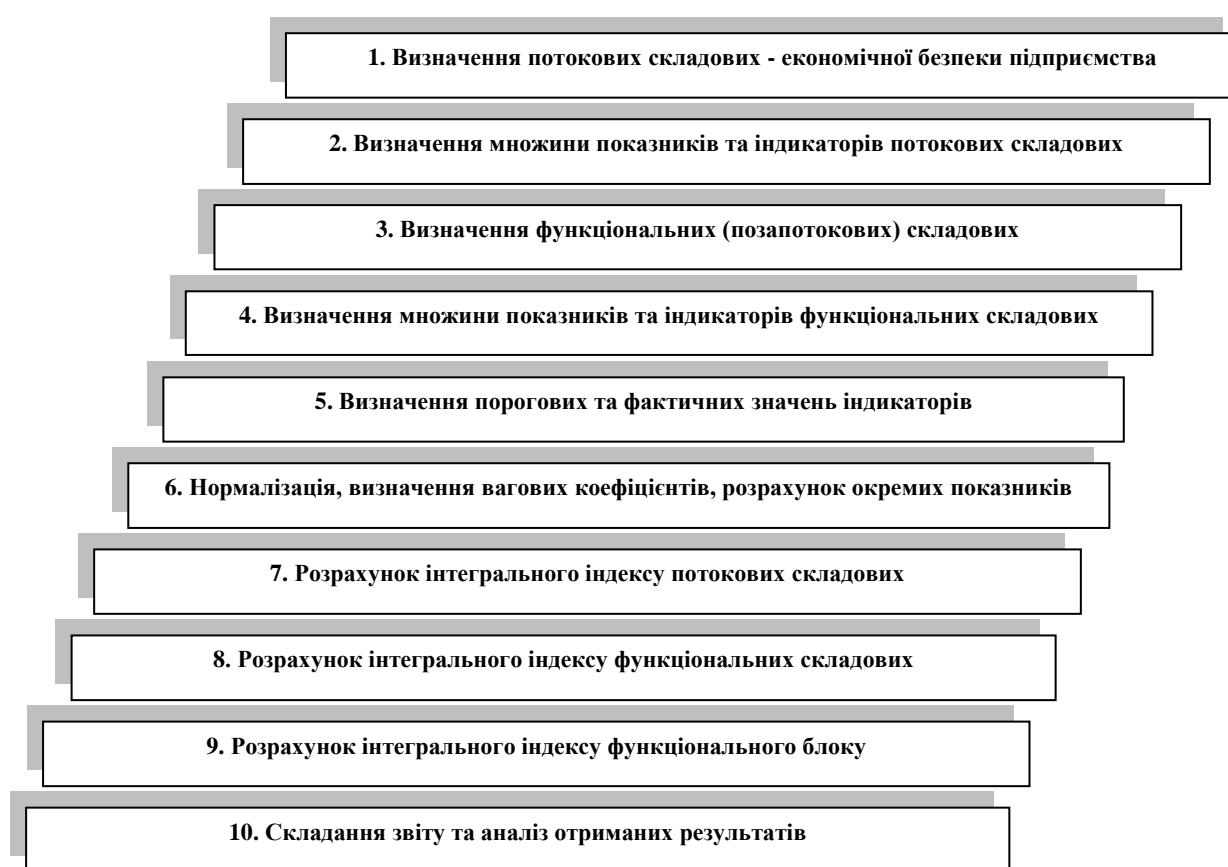 1. Визначення потокових складових - економічної безпеки підприємства
2. Визначення множини показників та індикаторів потокових складових
3. Визначення функціональних (позапотокових) складових
4. Визначення множини показників та індикаторів функціональних складових
5. Визначення порогових та фактичних значень індикаторів
6. Нормалізація, визначення вагових коефіцієнтів, розрахунок окремих показників
7. Розрахунок інтегрального індексу потокових складових
8. Розрахунок інтегрального індексу функціональних складових
9. Розрахунок інтегрального індексу функціонального блоку
10. Складання звіту та аналіз отриманих результатів